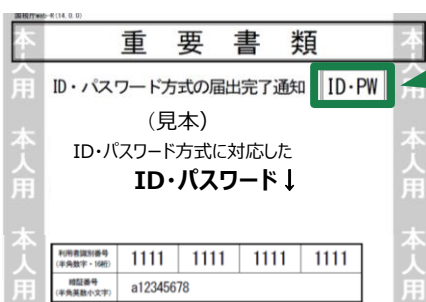 国税庁web-R(14.0.0)
重要書類
ID・パスワード方式の届出完了通知 ID・PW
(見本)
ID・パスワード方式に対応した
ID・パスワード↓
利用者識別番号 1111 1111 1111 1111
(半角数字・16桁)
暗証番号 a12345678
(半角英数小文字)
本人用
本人用
本人用
本人用
本人用
本人用